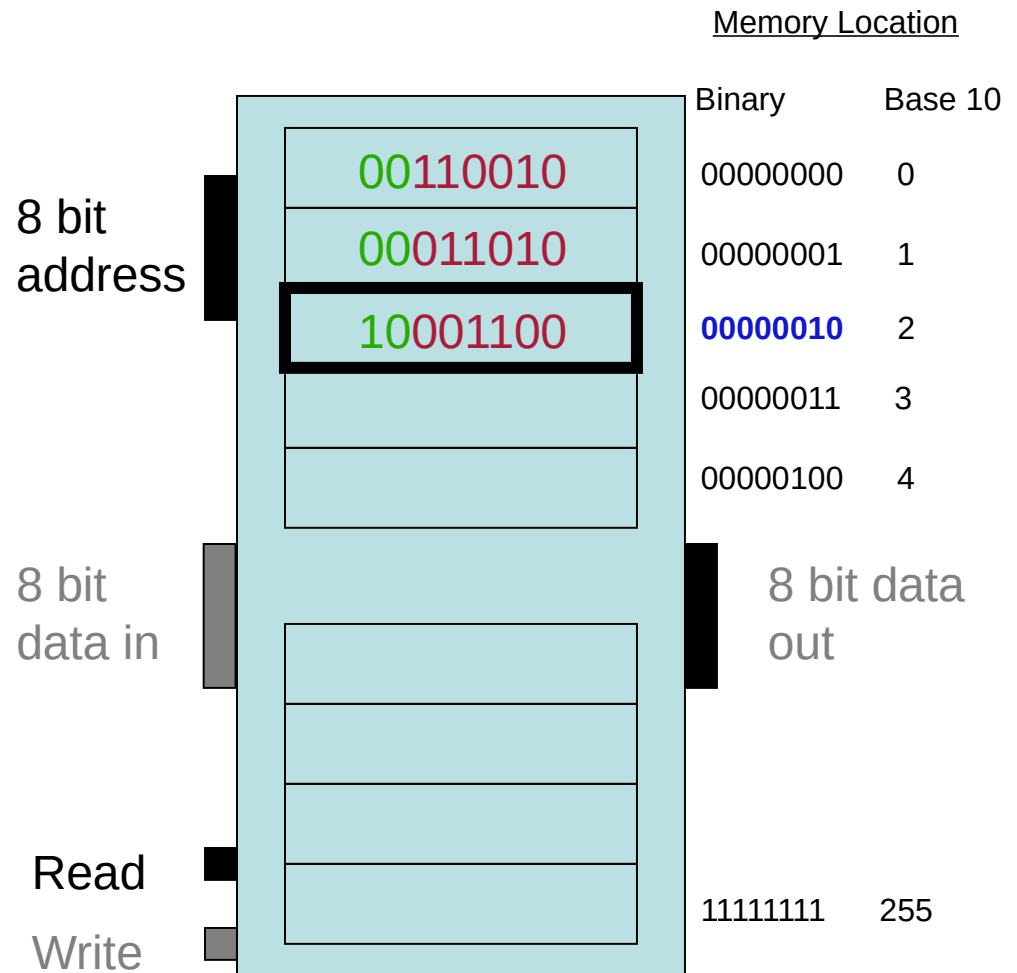 Memory Location
Binary Base 10
00110010 00000000 0
8 bit
address
00011010 00000001 1
10001100 00000010 2
00000011 3
00000100 4
8 bit
data in
8 bit data
out
Read
11111111 255
Write